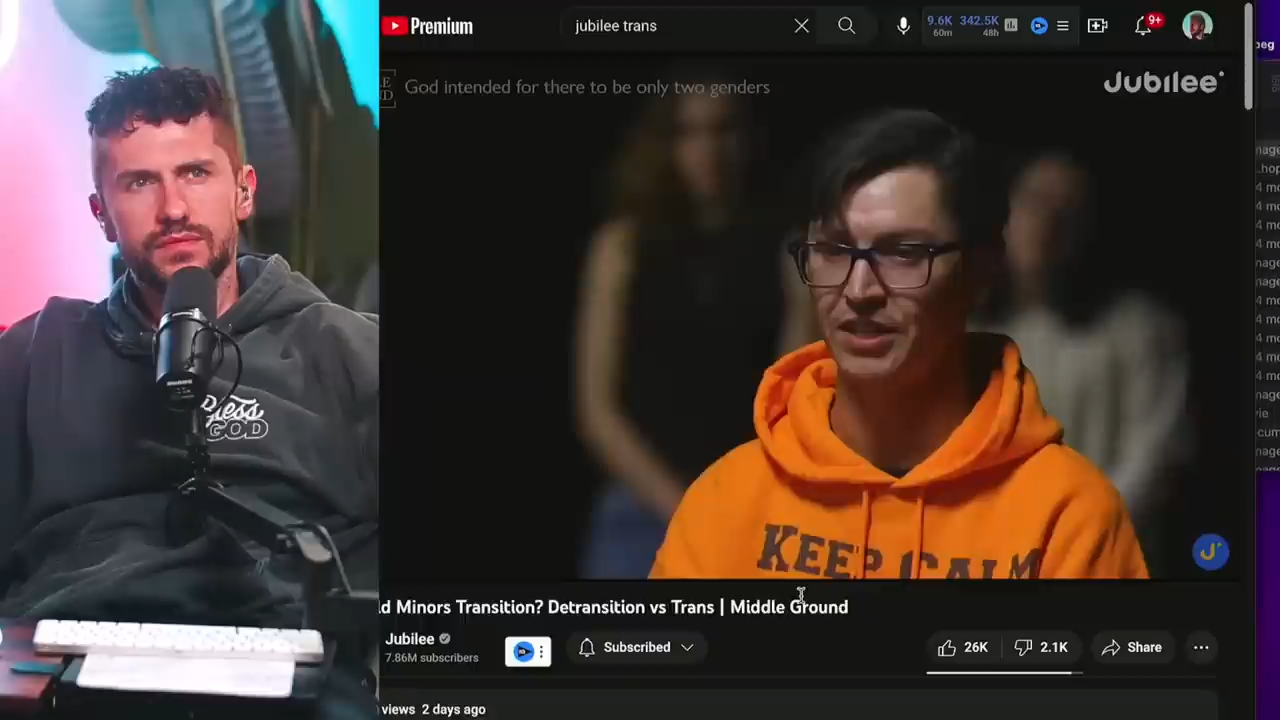 Premium
jubilee trans
9.6K 342.5K
60m 48h
9+
God intended for there to be only two genders
Jubilee
Bless
GOD
KEEP CALM
J
d Minors Transition? Detransition vs Trans | Middle Ground
Jubilee
7.86M subscribers
Subscribed
26K
2.1K
Share
views 2 days ago